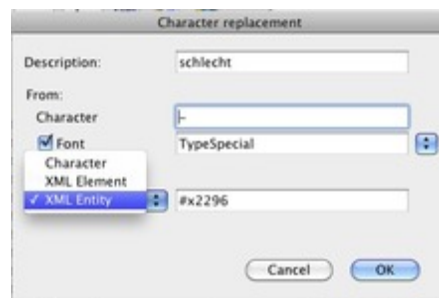 Character replacement
Description: schlecht
From:
Character -
Font TypeSpecial
Character
XML Element
XML Entity #x2296
Cancel OK